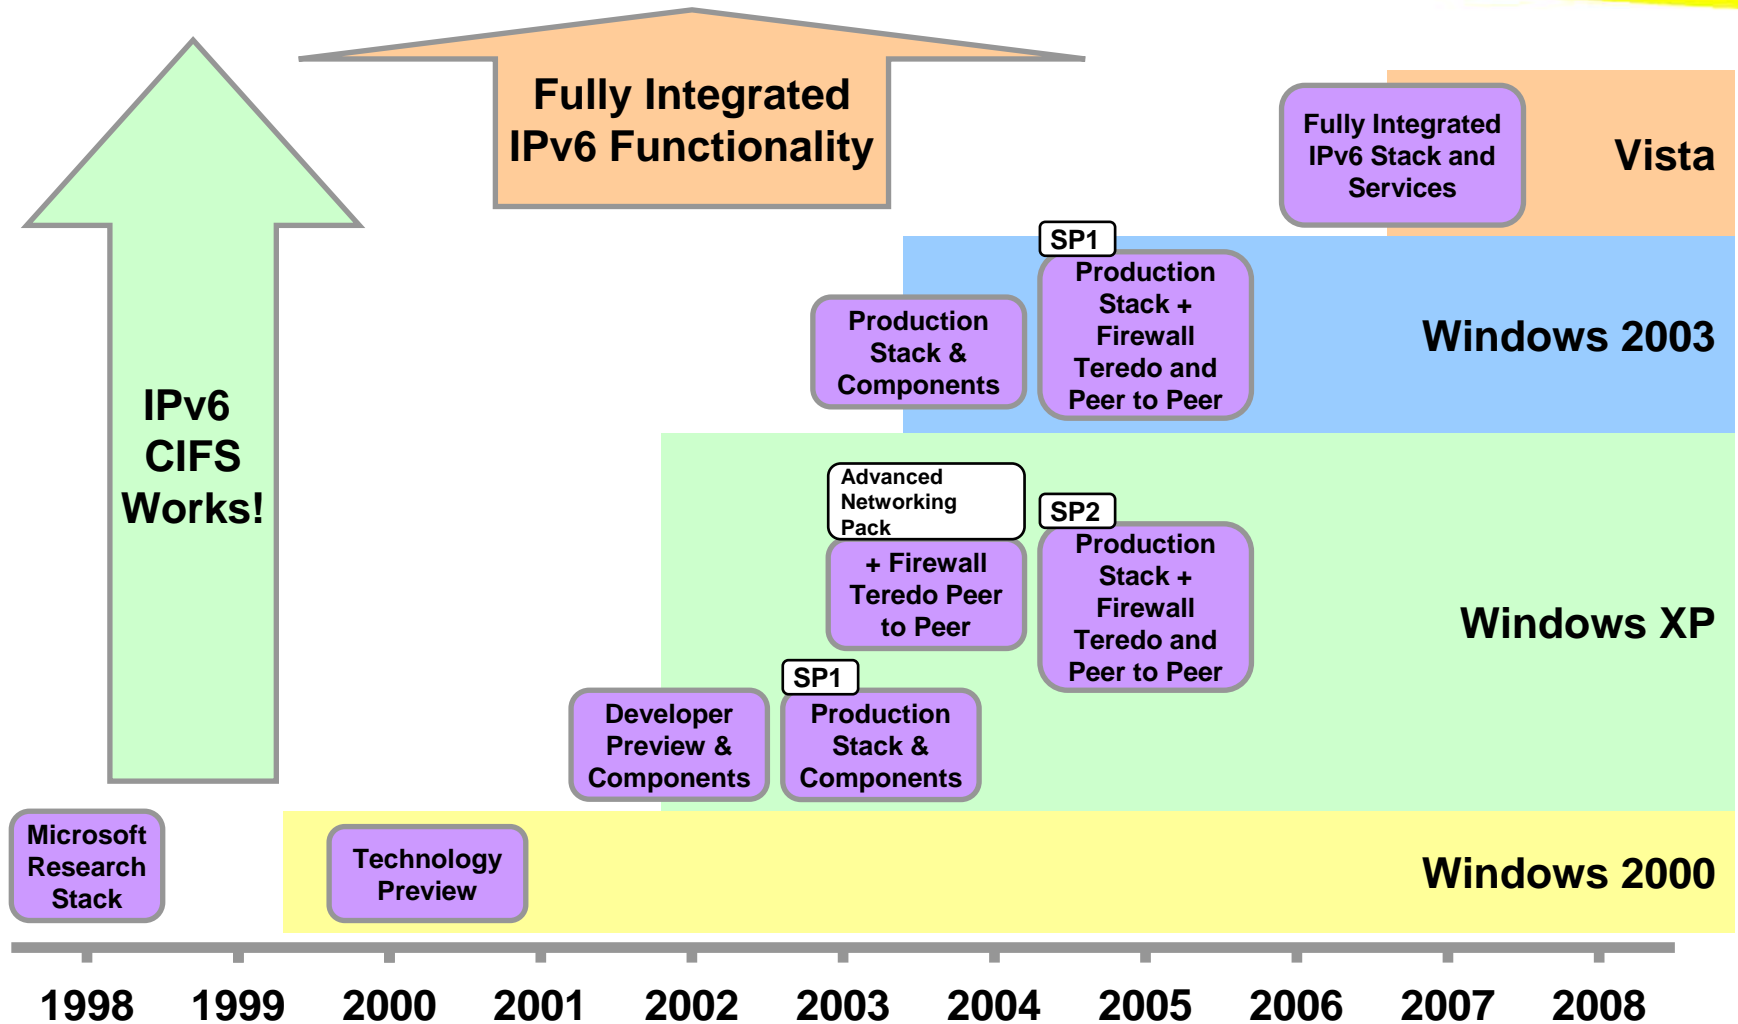 Fully Integrated
IPv6 Functionality
Fully Integrated
IPv6 Stack and
Services
Vista
SP1
Production
Stack +
Firewall
Teredo and
Peer to Peer
Production
Stack &
Components
Windows 2003
IPv6
CIFS
Works!
Advanced
Networking
Pack
+ Firewall
Teredo Peer
to Peer
SP2
Production
Stack +
Firewall
Teredo and
Peer to Peer
Windows XP
Developer
Preview &
Components
SP1
Production
Stack &
Components
Microsoft
Research
Stack
Technology
Preview
Windows 2000
1998 1999 2000 2001 2002 2003 2004 2005 2006 2007 2008